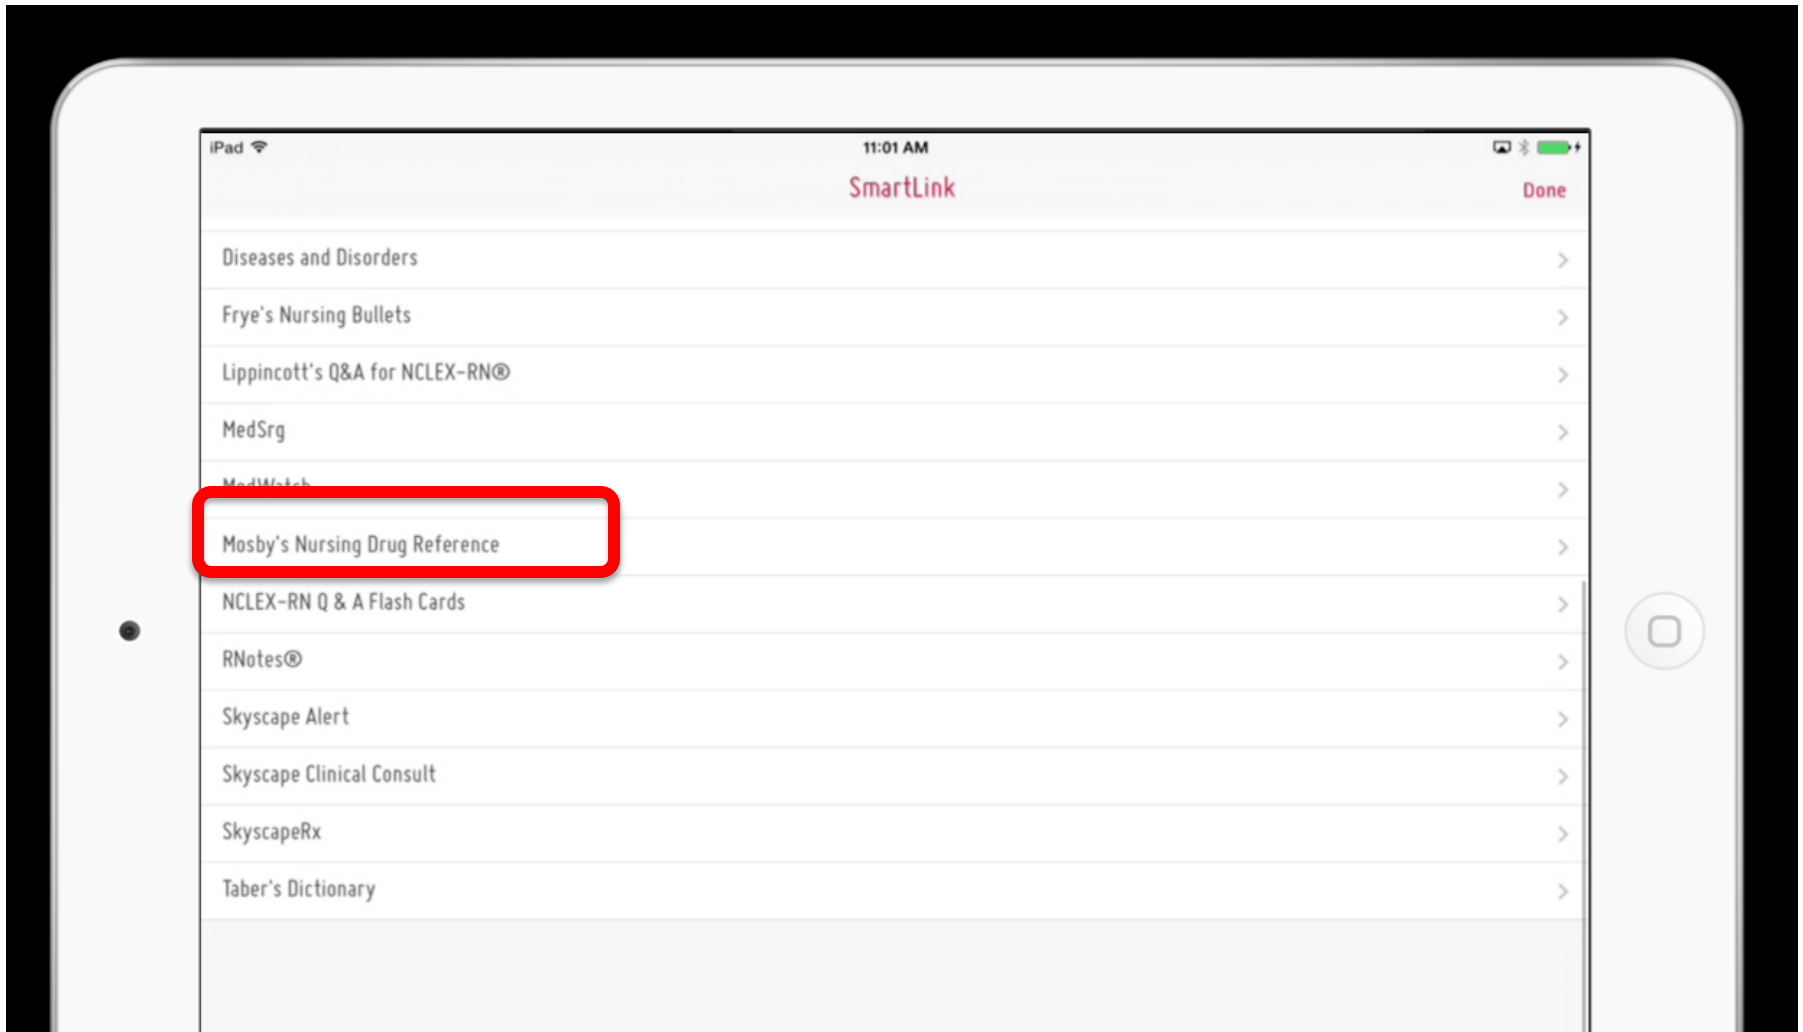 iPad 11:01 AM
SmartLink
Done
Diseases and Disorders
Frye's Nursing Bullets
Lippincott's Q&A for NCLEX-RN®
MedSrg
MedWatch
Mosby's Nursing Drug Reference
NCLEX-RN Q & A Flash Cards
RNotes®
Skyscape Alert
Skyscape Clinical Consult
SkyscapeRx
Taber's Dictionary